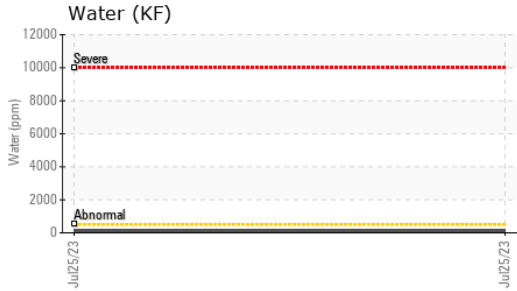 Water (KF)
12000
Severe
10000
8000
6000
Water (ppm)
4000
2000
Abnormal
0
Jul25/23
Jul25/23